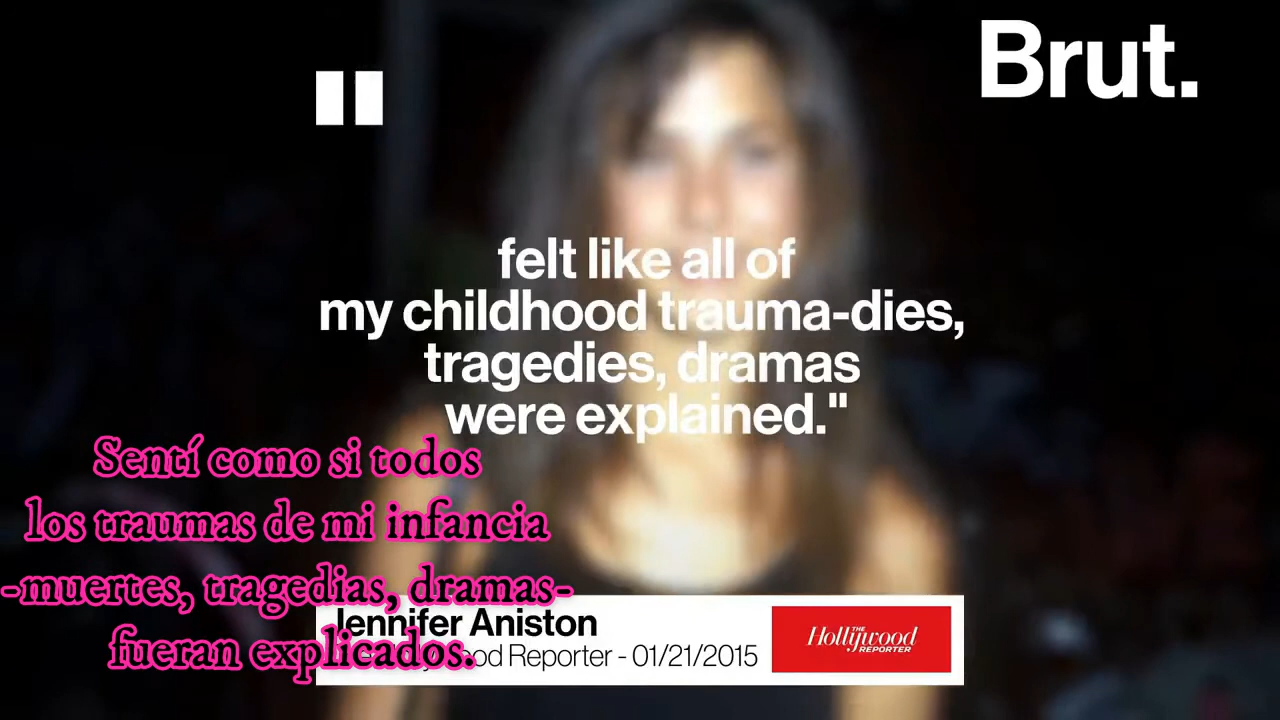 Brut.
"
felt like all of
my childhood trauma-dies,
tragedies, dramas
were explained."
Sentí como si todos
los traumas de mi infancia
-muertes, tragedias, dramas-
fueran explicados.
Jennifer Aniston
Reporter - 01/21/2015
THE
Hollywood
REPORTER